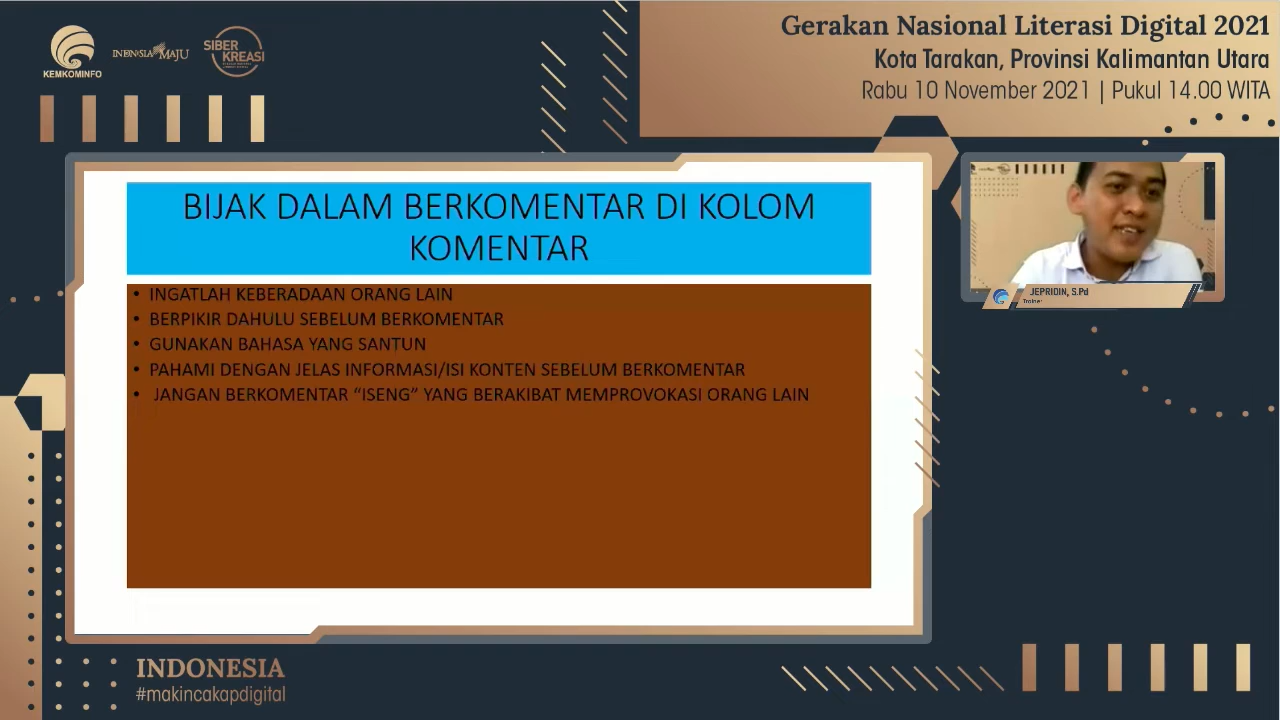 Gerakan Nasional Literasi Digital 2021
Kota Tarakan, Provinsi Kalimantan Utara
Rabu 10 November 2021 | Pukul 14.00 WITA
KEMKOMINFO
INDONESIA MAJU
SIBER
KREASI
BIJAK DALAM BERKOMENTAR DI KOLOM
KOMENTAR
• INGATLAH KEBERADAAN ORANG LAIN
• BERPIKIR DAHULU SEBELUM BERKOMENTAR
• GUNAKAN BAHASA YANG SANTUN
• PAHAMI DENGAN JELAS INFORMASI/ISI KONTEN SEBELUM BERKOMENTAR
• JANGAN BERKOMENTAR “ISENG” YANG BERAKIBAT MEMPROVOKASI ORANG LAIN
JEPRIDIN, S.Pd
Trainer
INDONESIA
#makincakapdigital